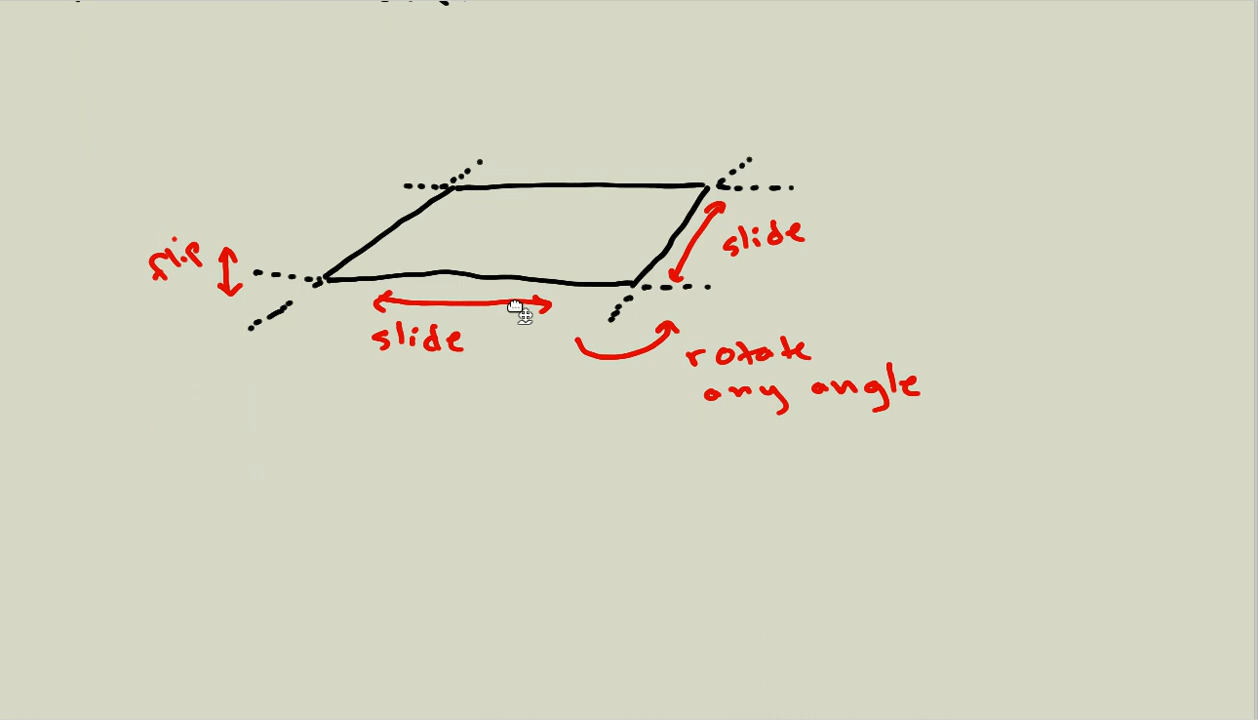 flip
slide
slide
rotate
any angle